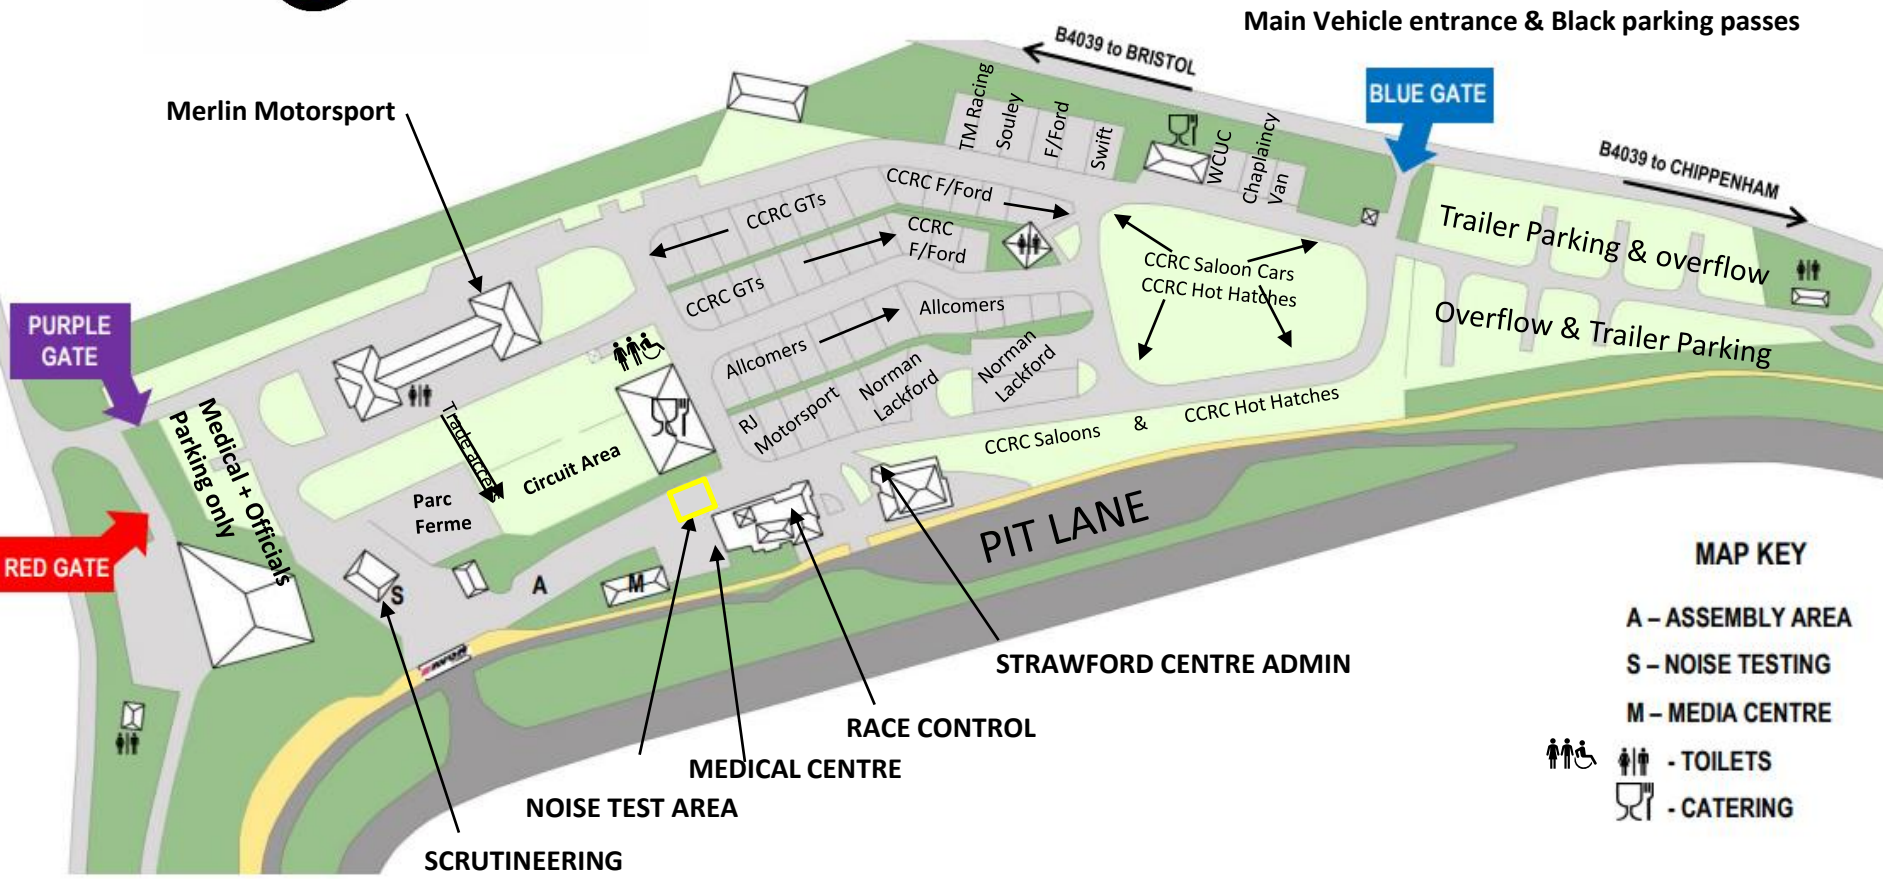 Main Vehicle entrance & Black parking passes
B4039 to BRISTOL
BLUE GATE
B4039 to CHIPPENHAM
Merlin Motorsport
TM Racing
Souley
F/Ford
Swift
WCUC
Chaplaincy
Van
CCRC F/Ford
CCRC GTs
CCRC
F/Ford
CCRC GTs
CCRC Saloon Cars
CCRC Hot Hatches
Trailer Parking & overflow
Overflow & Trailer Parking
Allcomers
Allcomers
Norman
Lackford
Norman
Lackford
RJ
Motorsport
CCRC Saloons & CCRC Hot Hatches
PURPLE
GATE
Medical + Officials
Parking only
Trade access
Circuit Area
Parc
Ferme
RED GATE
S
A
M
PIT LANE
AVON
STRAWFORD CENTRE ADMIN
RACE CONTROL
MEDICAL CENTRE
NOISE TEST AREA
SCRUTINEERING
MAP KEY
A – ASSEMBLY AREA
S – NOISE TESTING
M – MEDIA CENTRE
- TOILETS
- CATERING